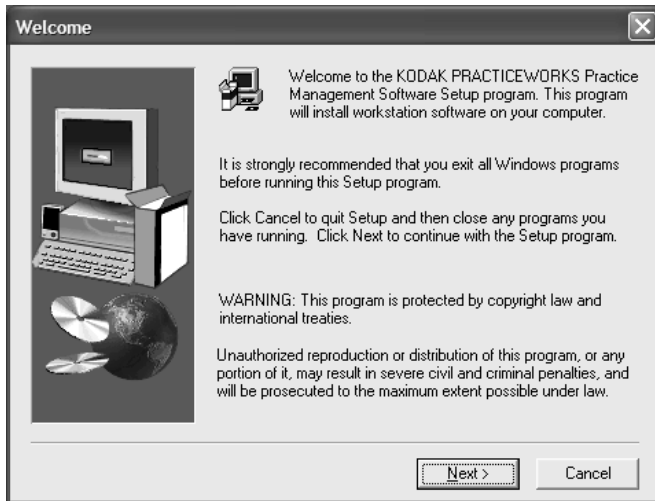 Welcome
Welcome to the KODAK PRACTICEWORKS Practice
Management Software Setup program. This program
will install workstation software on your computer.
It is strongly recommended that you exit all Windows programs
before running this Setup program.
Click Cancel to quit Setup and then close any programs you
have running. Click Next to continue with the Setup program.
WARNING: This program is protected by copyright law and
international treaties.
Unauthorized reproduction or distribution of this program, or any
portion of it, may result in severe civil and criminal penalties, and
will be prosecuted to the maximum extent possible under law.
Next >
Cancel